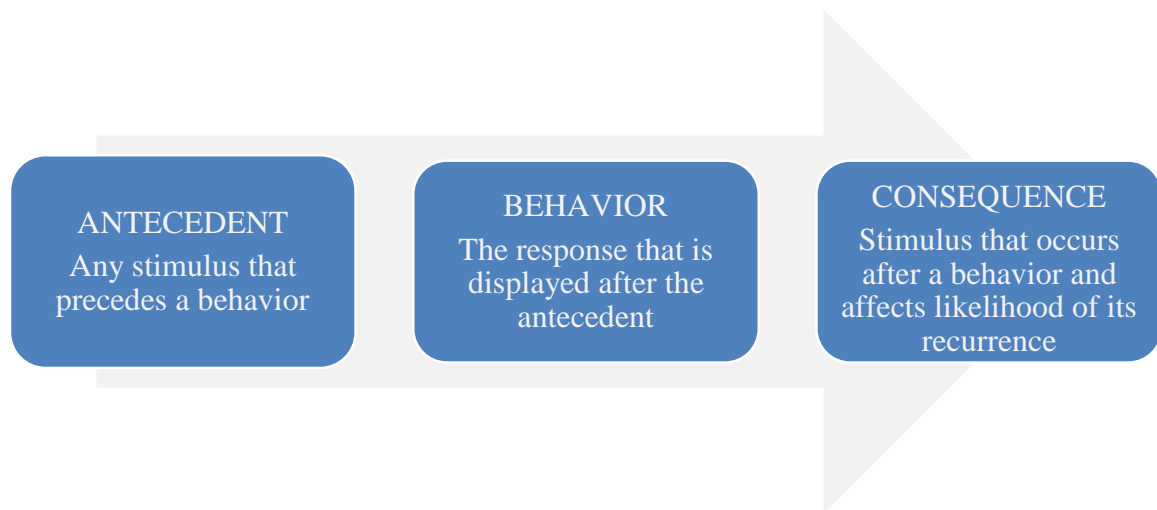 ANTECEDENT
Any stimulus that
precedes a behavior
BEHAVIOR
The response that is
displayed after the
antecedent
CONSEQUENCE
Stimulus that occurs
after a behavior and
affects likelihood of its
recurrence